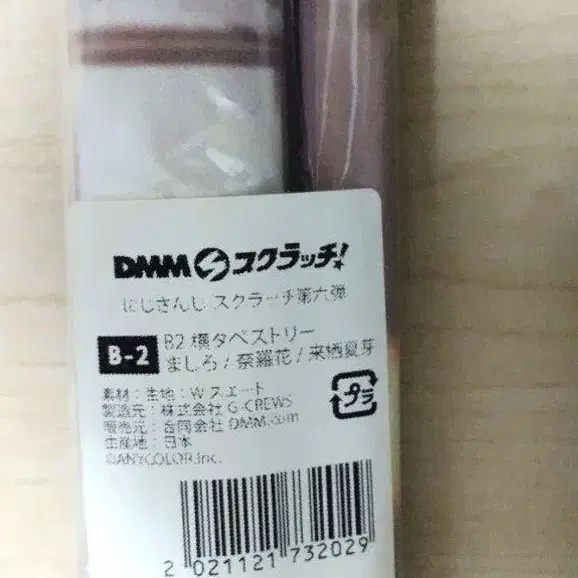 DMM スクラッチ!
にじさんじ スクラッチ第六弾
B-2
B2 横タペストリー
ましろ / 奈羅花 / 来栖夏芽
素材：生地：W スエード
製造元：株式会社 G-CREWS
販売元：合同会社 DMM.com
生産地：日本
©ANYCOLOR,Inc.
プラ
2 021121 732029